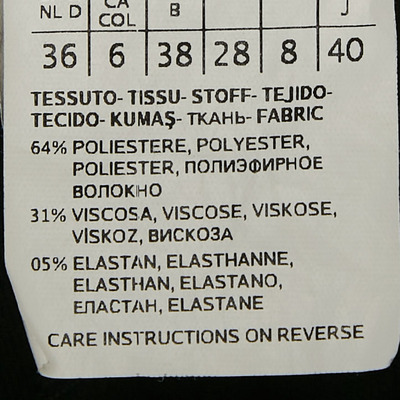 NL D CA B J
COL
36 6 38 28 8 40
TESSUTO- TISSU- STOFF- TEJIDO-
TECIDO- KUMAŞ- ТКАНЬ- FABRIC
64% POLIESTERE, POLYESTER,
POLIESTER, ПОЛИЭФИРНОЕ
ВОЛОКНО
31% VISCOSA, VISCOSE, VISKOSE,
VİSKOZ, ВИСКОЗА
05% ELASTAN, ELASTHANNE,
ELASTHAN, ELASTANO,
ЕПАСТАН, ELASTANE
CARE INSTRUCTIONS ON REVERSE